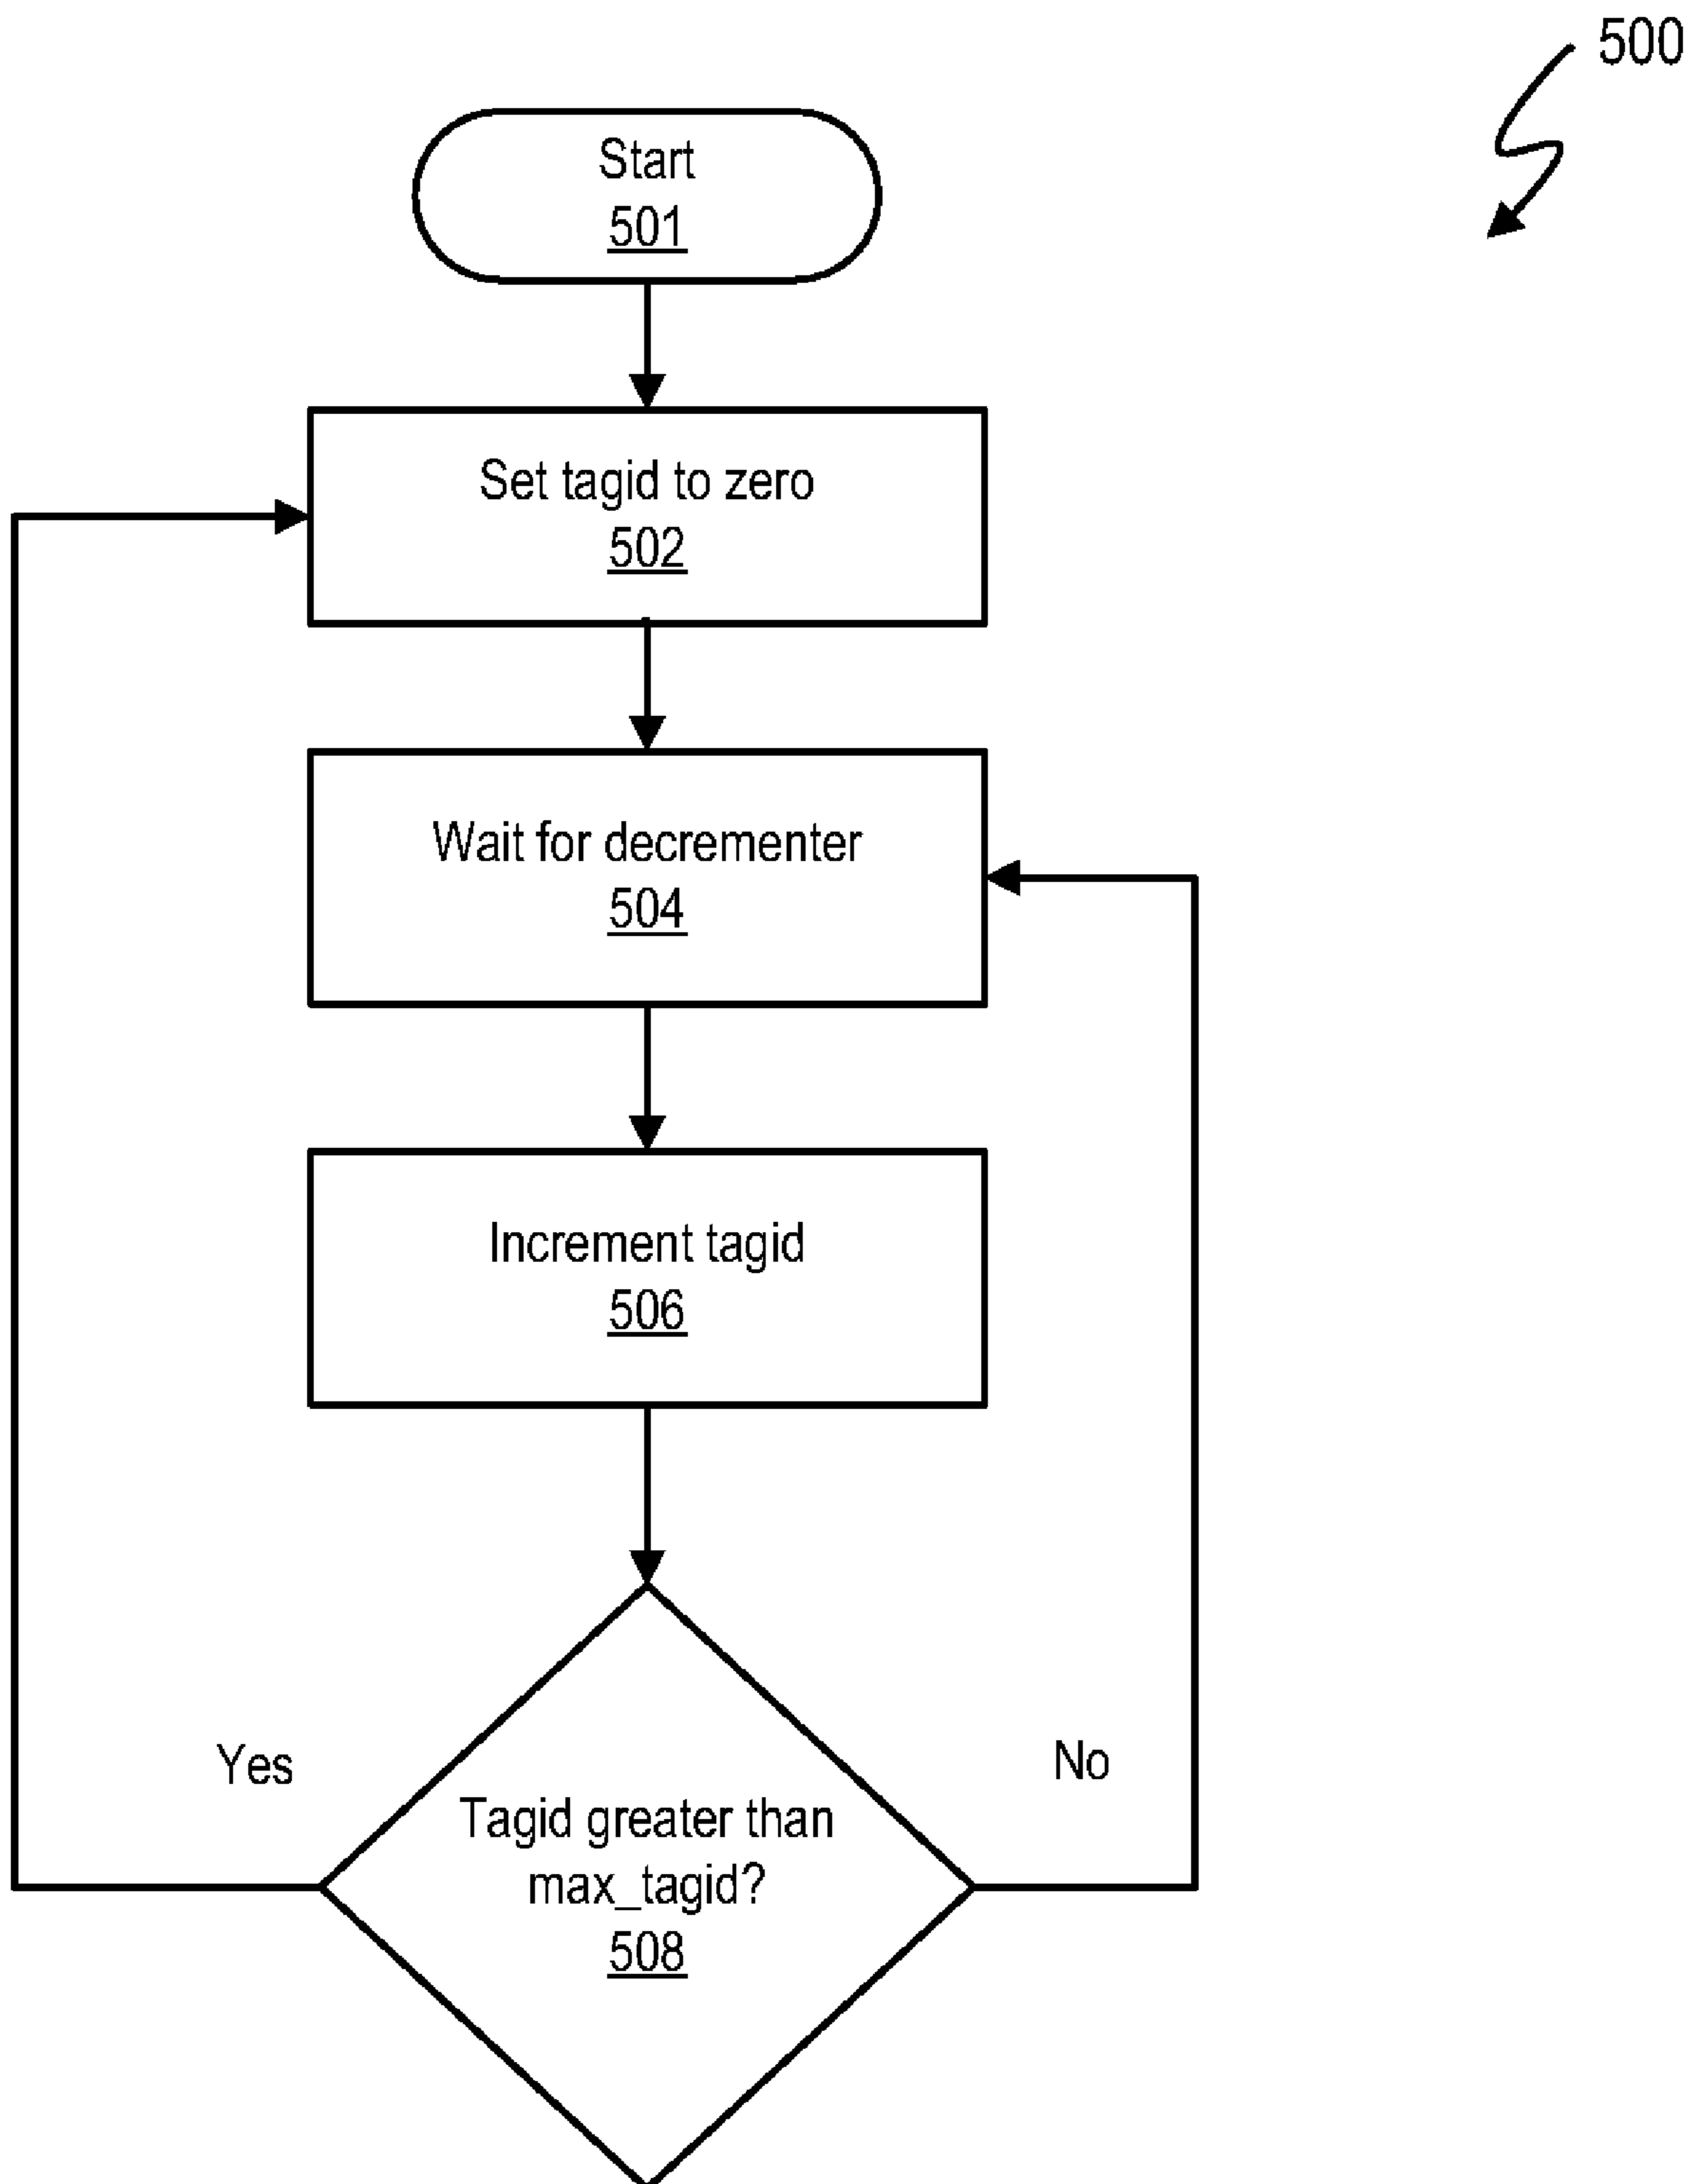 500
Start
501
Set tagid to zero
502
Wait for decrementer
504
Increment tagid
506
Yes
No
Tagid greater than
max_tagid?
508